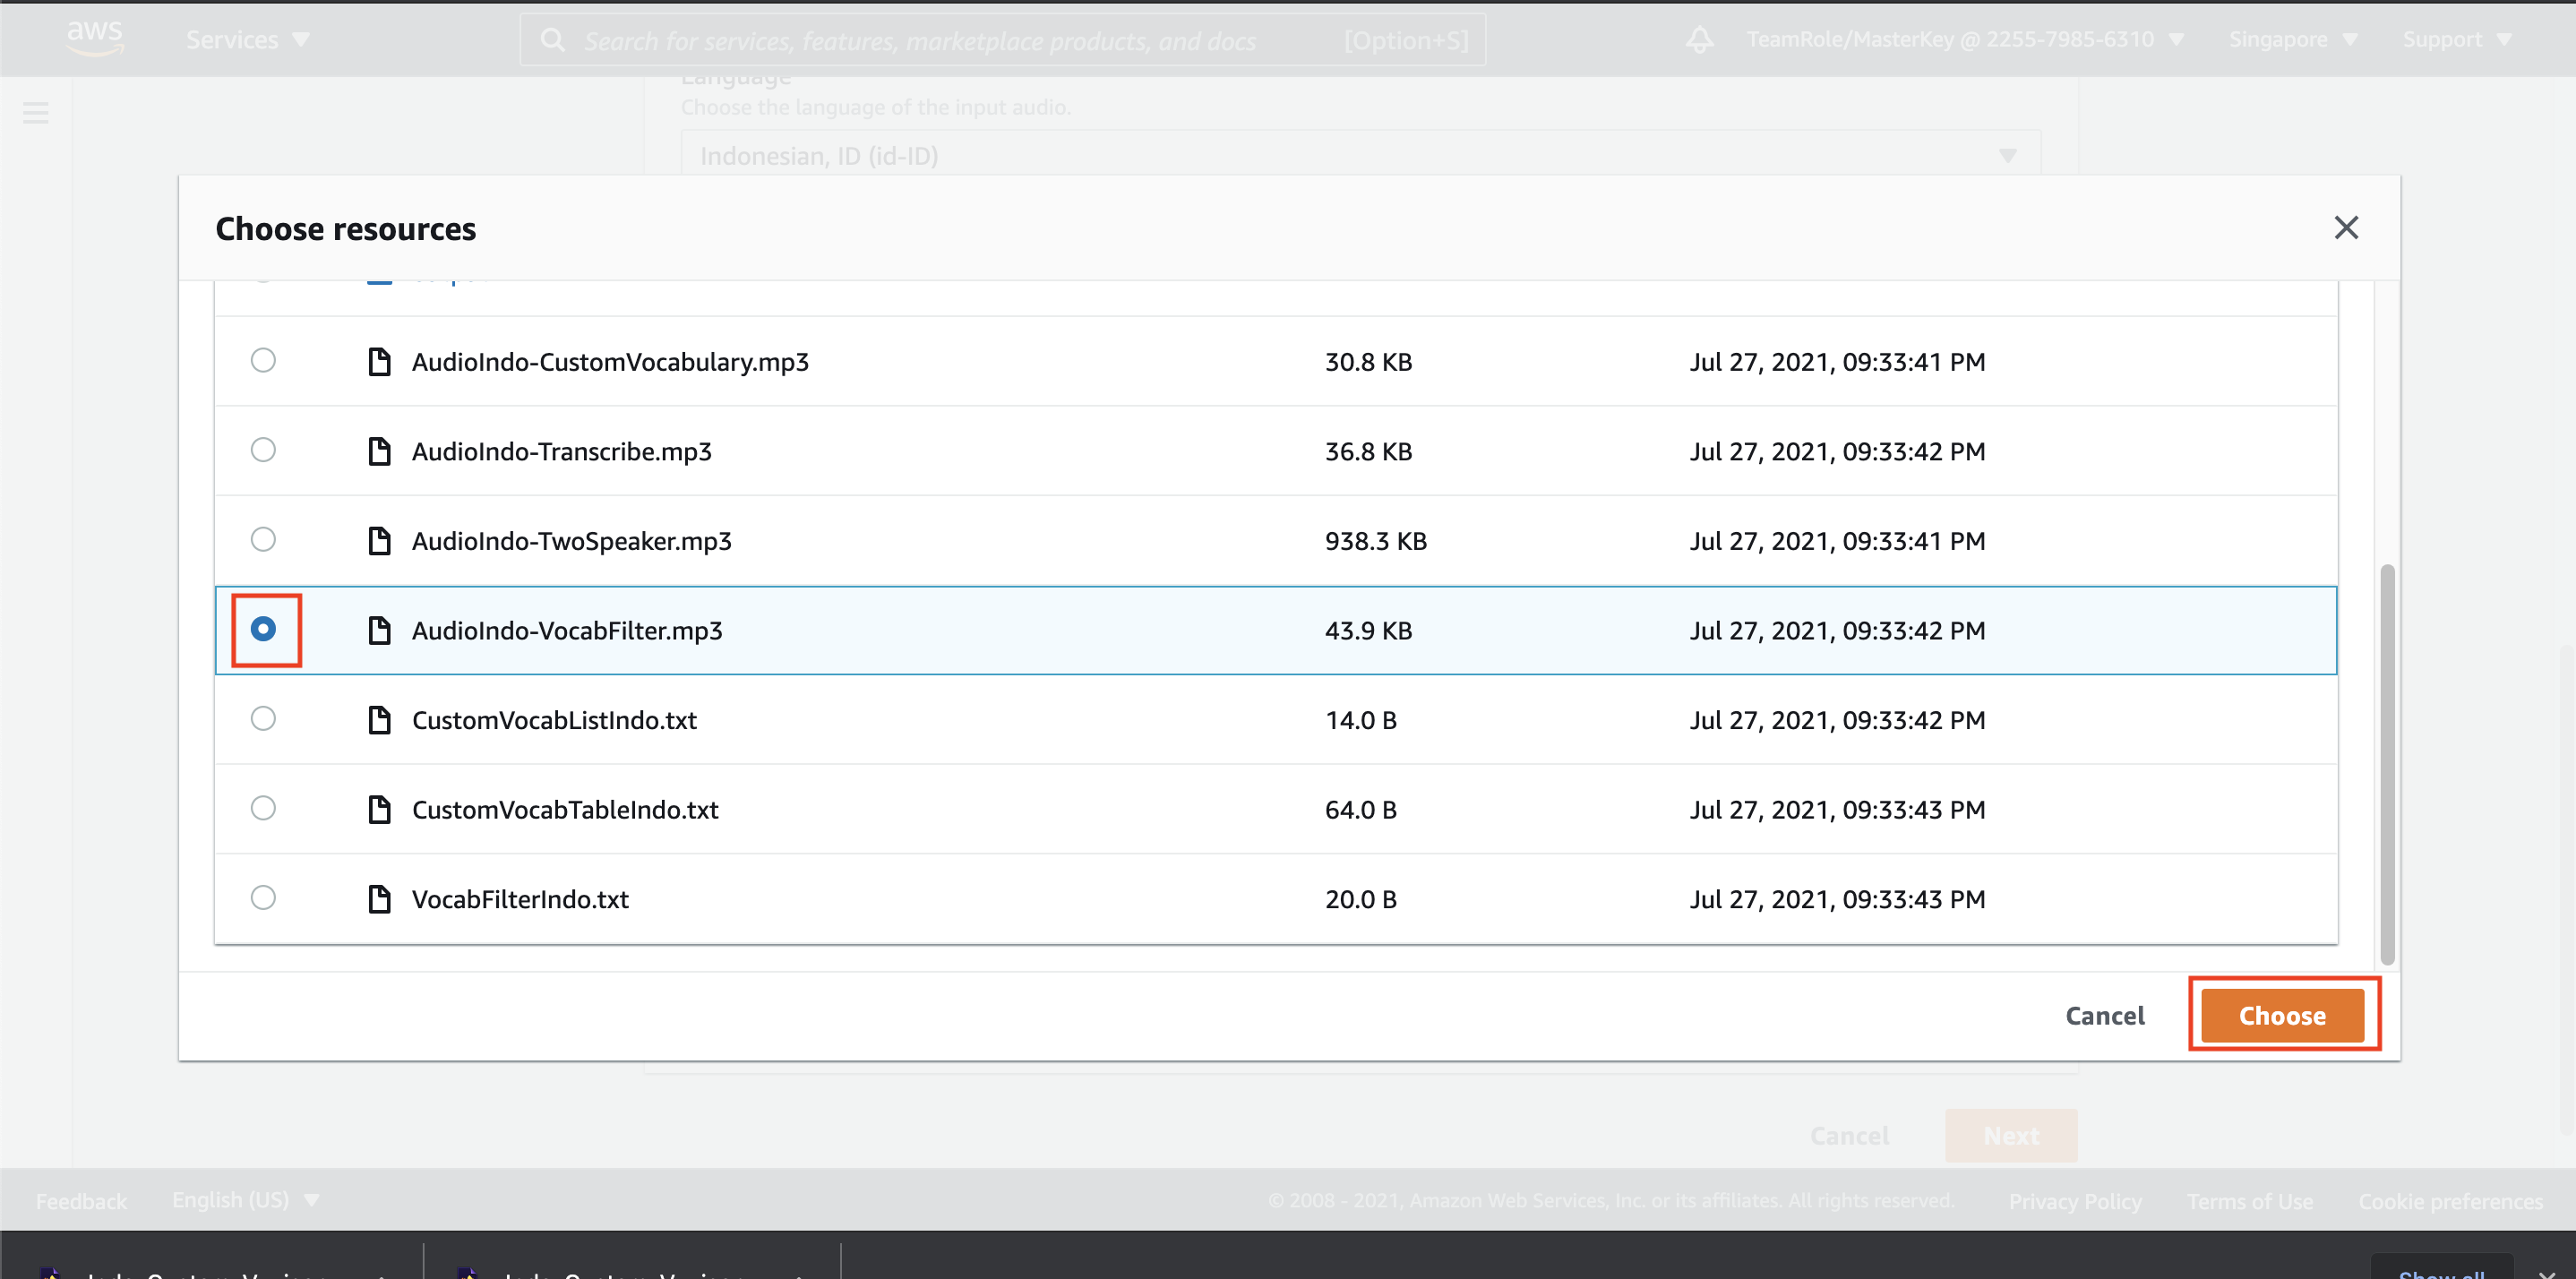 aws Services Search for services, features, marketplace products, and docs [Option+S] TeamRole/MasterKey @ 2255-7985-6310 Singapore Support
Language
Choose the language of the input audio.
Indonesian, ID (id-ID)
Choose resources
AudioIndo-CustomVocabulary.mp3 30.8 KB Jul 27, 2021, 09:33:41 PM
AudioIndo-Transcribe.mp3 36.8 KB Jul 27, 2021, 09:33:42 PM
AudioIndo-TwoSpeaker.mp3 938.3 KB Jul 27, 2021, 09:33:41 PM
AudioIndo-VocabFilter.mp3 43.9 KB Jul 27, 2021, 09:33:42 PM
CustomVocabListIndo.txt 14.0 B Jul 27, 2021, 09:33:42 PM
CustomVocabTableIndo.txt 64.0 B Jul 27, 2021, 09:33:43 PM
VocabFilterIndo.txt 20.0 B Jul 27, 2021, 09:33:43 PM
Cancel Choose
Cancel Next
Feedback English (US) © 2008 - 2021, Amazon Web Services, Inc. or its affiliates. All rights reserved. Privacy Policy Terms of Use Cookie preferences
Show all